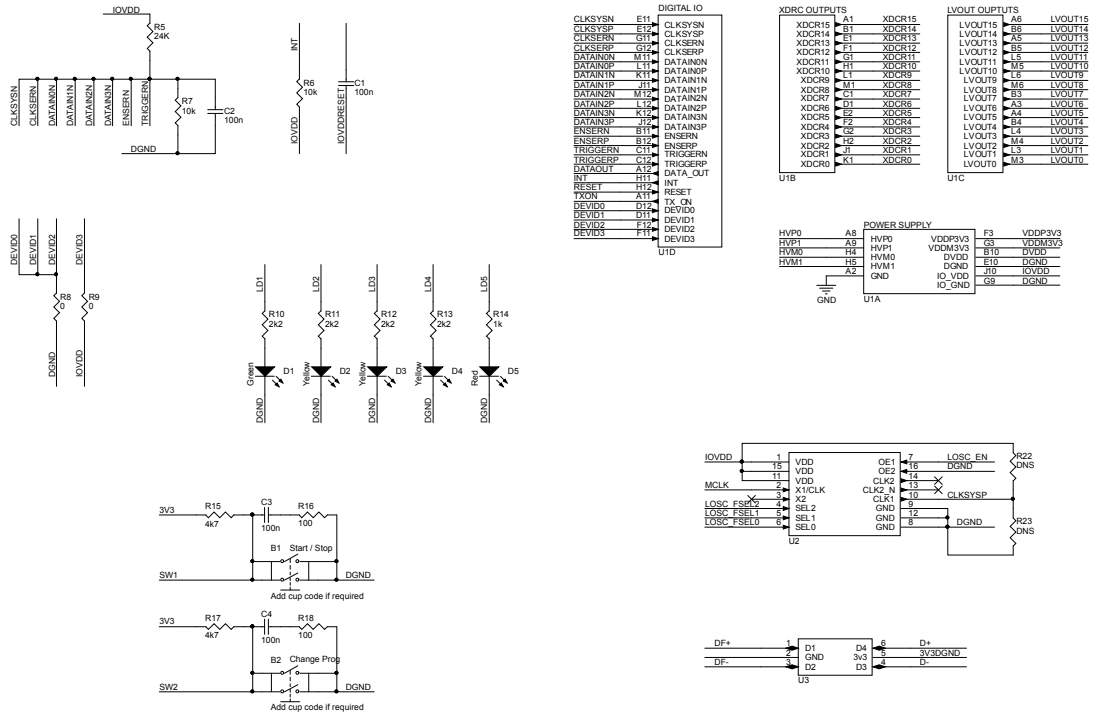 IOVDD
R5
24K
CLKSYSN
CLKSERN
DATAIN0N
DATAIN1N
DATAIN2N
DATAIN3N
ENSERN
TRIGGERN
R7
10k
C2
100n
DGND
INT
R6
10k
IOVDD
C1
100n
IOVDDRESET
DEVID0
DEVID1
DEVID2
DEVID3
R8
0
R9
0
DGND
IOVDD
LD1
LD2
LD3
LD4
LD5
R10
2k2
R11
2k2
R12
2k2
R13
2k2
R14
1k
Green
D1
Yellow
D2
Yellow
D3
Yellow
D4
Red
D5
DGND
DGND
DGND
DGND
DGND
3V3
R15
4k7
C3
100n
R16
100
B1 Start / Stop
SW1
DGND
Add cup code if required
3V3
R17
4k7
C4
100n
R18
100
B2 Change Prog
SW2
DGND
Add cup code if required
DIGITAL IO
CLKSYSN E11 CLKSYSN
CLKSYSP E12 CLKSYSP
CLKSERN G11 CLKSERN
CLKSERP G12 CLKSERP
DATAIN0N M11 DATAIN0N
DATAIN0P L11 DATAIN0P
DATAIN1N K11 DATAIN1N
DATAIN1P J11 DATAIN1P
DATAIN2N M12 DATAIN2N
DATAIN2P L12 DATAIN2P
DATAIN3N K12 DATAIN3N
DATAIN3P J12 DATAIN3P
ENSERN B11 ENSERN
ENSERP B12 ENSERP
TRIGGERN C11 TRIGGERN
TRIGGERP C12 TRIGGERP
DATAOUT A12 DATA_OUT
INT H11 INT
RESET H12 RESET
TXON A11 TX_ON
DEVID0 D12 DEVID0
DEVID1 D11 DEVID1
DEVID2 F12 DEVID2
DEVID3 F11 DEVID3
U1D
XDRC OUTPUTS
XDCR15 A1 XDCR15
XDCR14 B1 XDCR14
XDCR13 E1 XDCR13
XDCR12 F1 XDCR12
XDCR11 G1 XDCR11
XDCR10 H1 XDCR10
XDCR9 L1 XDCR9
XDCR8 M1 XDCR8
XDCR7 C1 XDCR7
XDCR6 D1 XDCR6
XDCR5 E2 XDCR5
XDCR4 F2 XDCR4
XDCR3 G2 XDCR3
XDCR2 H2 XDCR2
XDCR1 J1 XDCR1
XDCR0 K1 XDCR0
U1B
LVOUT OUPTUTS
LVOUT15 A6 LVOUT15
LVOUT14 B6 LVOUT14
LVOUT13 A5 LVOUT13
LVOUT12 B5 LVOUT12
LVOUT11 L5 LVOUT11
LVOUT10 M5 LVOUT10
LVOUT9 L6 LVOUT9
LVOUT8 M6 LVOUT8
LVOUT7 B3 LVOUT7
LVOUT6 A3 LVOUT6
LVOUT5 A4 LVOUT5
LVOUT4 B4 LVOUT4
LVOUT3 L4 LVOUT3
LVOUT2 M4 LVOUT2
LVOUT1 L3 LVOUT1
LVOUT0 M3 LVOUT0
U1C
POWER SUPPLY
HVP0 A8 HVP0 VDDP3V3 F3 VDDP3V3
HVP1 A9 HVP1 VDDM3V3 G3 VDDM3V3
HVM0 H4 HVM0 DVDD B10 DVDD
HVM1 H5 HVM1 DGND E10 DGND
A2 GND IO_VDD J10 IOVDD
IO_GND G9 DGND
GND
U1A
IOVDD 1 VDD OE1 7 LOSC_EN
15 VDD OE2 16 DGND
11 VDD CLK2 14
MCLK 2 X1/CLK CLK2_N 13
3 X2 CLK1 10 CLKSYSP
LOSC_FSEL2 4 SEL2 GND 9
LOSC_FSEL1 5 SEL1 GND 12
LOSC_FSEL0 6 SEL0 GND 8 DGND
U2
R22
DNS
R23
DNS
DF+ 1 D1 D4 6 D+
2 GND 3v3 5 3V3DGND
DF- 3 D2 D3 4 D-
U3